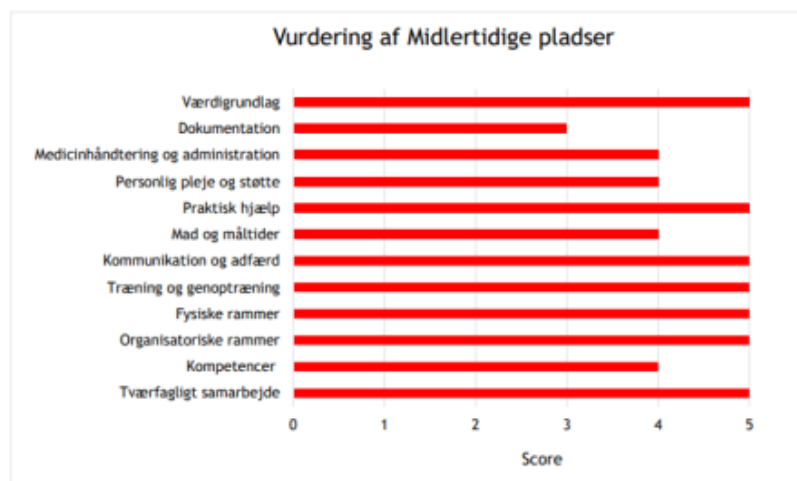 Vurdering af Midlertidige pladser
Værdigrundlag
Dokumentation
Medicinhåndtering og administration
Personlig pleje og støtte
Praktisk hjælp
Mad og måltider
Kommunikation og adfærd
Træning og genoptræning
Fysiske rammer
Organisatoriske rammer
Kompetencer
Tværfagligt samarbejde
0 1 2 3 4 5
Score